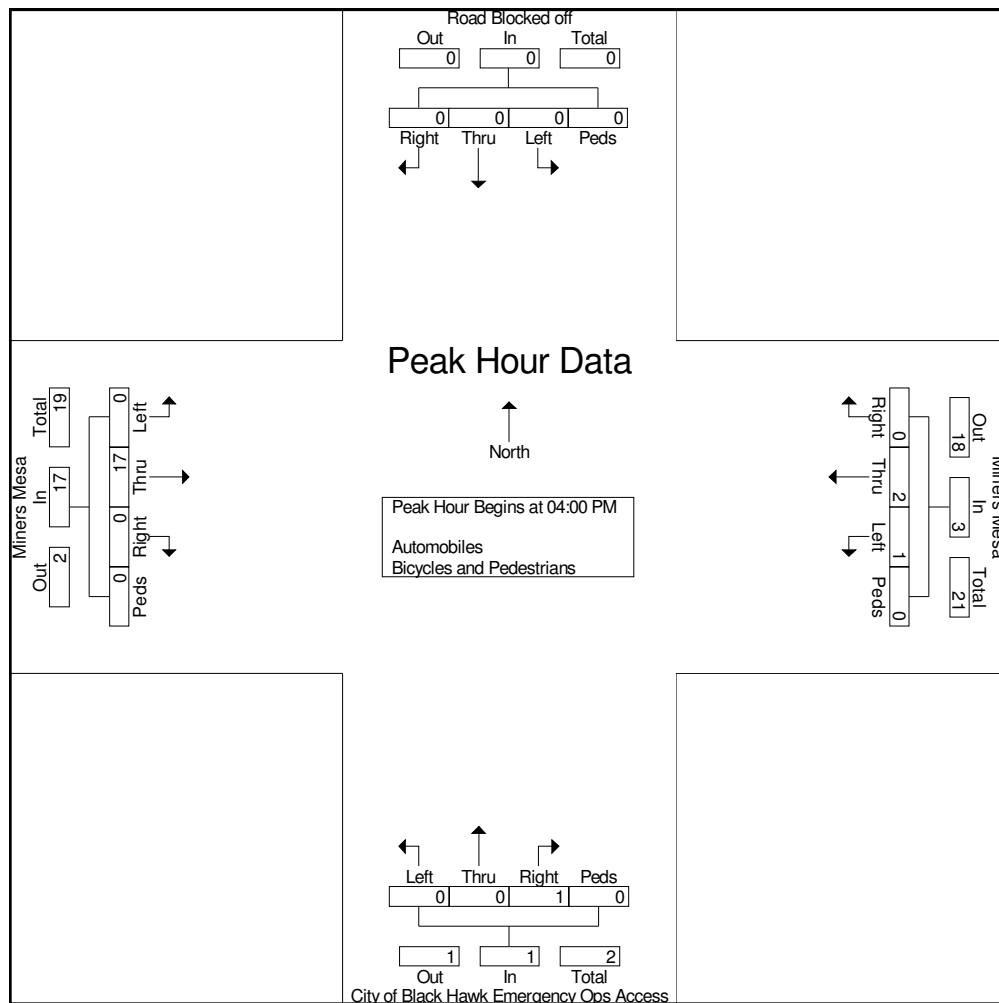 Road Blocked off
Out In Total
0 0 0
0 0 0 0
Right Thru Left Peds
Peak Hour Data
North
Peak Hour Begins at 04:00 PM
Automobiles
Bicycles and Pedestrians
Miners Mesa
Out In Total
2 17 19
Left Thru Right Peds
0 17 0 0
Miners Mesa
Out In Total
18 3 21
Right Thru Left Peds
0 2 1 0
Left Thru Right Peds
0 0 1 0
1 1 2
Out In Total
City of Black Hawk Emergency Ops Access